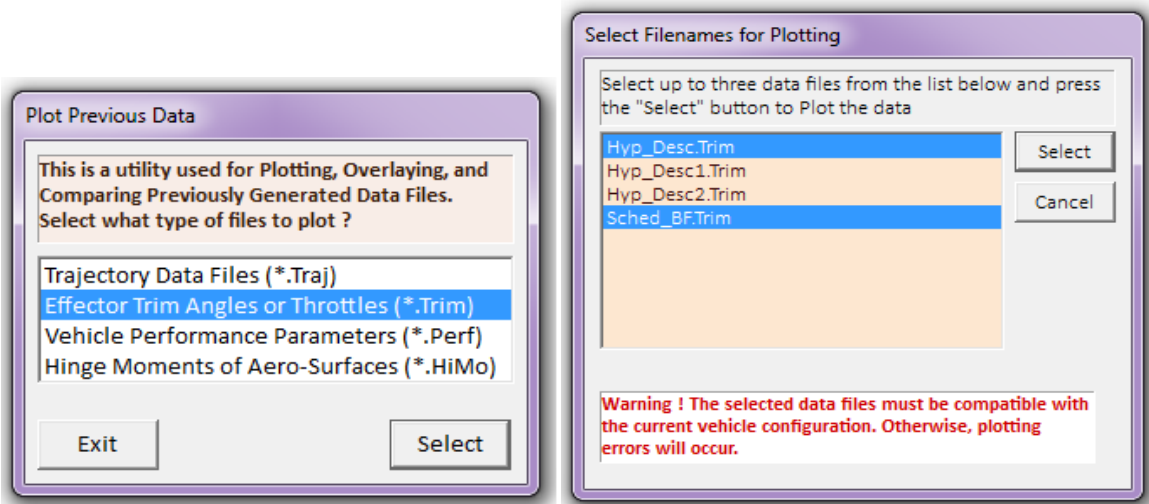 Plot Previous Data
This is a utility used for Plotting, Overlaying, and
Comparing Previously Generated Data Files.
Select what type of files to plot ?
Trajectory Data Files (*.Traj)
Effector Trim Angles or Throttles (*.Trim)
Vehicle Performance Parameters (*.Perf)
Hinge Moments of Aero-Surfaces (*.HiMo)
Exit
Select
Select Filenames for Plotting
Select up to three data files from the list below and press
the "Select" button to Plot the data
Hyp_Desc.Trim
Hyp_Desc1.Trim
Hyp_Desc2.Trim
Sched_BF.Trim
Select
Cancel
Warning ! The selected data files must be compatible with
the current vehicle configuration. Otherwise, plotting
errors will occur.